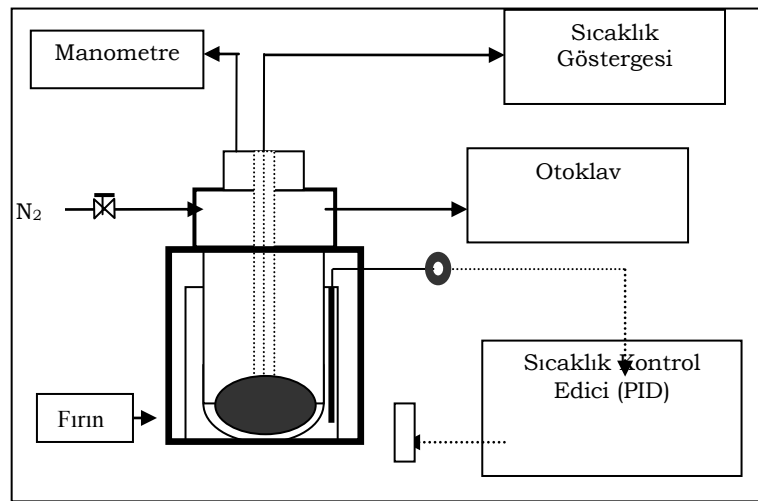 Manometre
Sıcaklık
Göstergesi
Otoklav
N₂
Sıcaklık Kontrol
Edici (PID)
Fırın